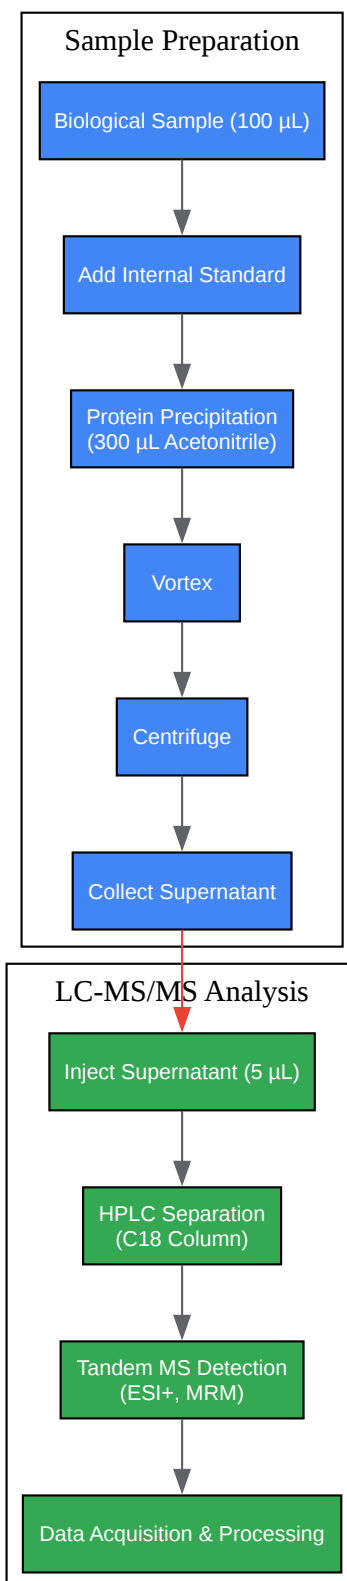 Sample Preparation
Biological Sample (100 µL)
Add Internal Standard
Protein Precipitation
(300 µL Acetonitrile)
Vortex
Centrifuge
Collect Supernatant
LC-MS/MS Analysis
Inject Supernatant (5 µL)
HPLC Separation
(C18 Column)
Tandem MS Detection
(ESI+, MRM)
Data Acquisition & Processing